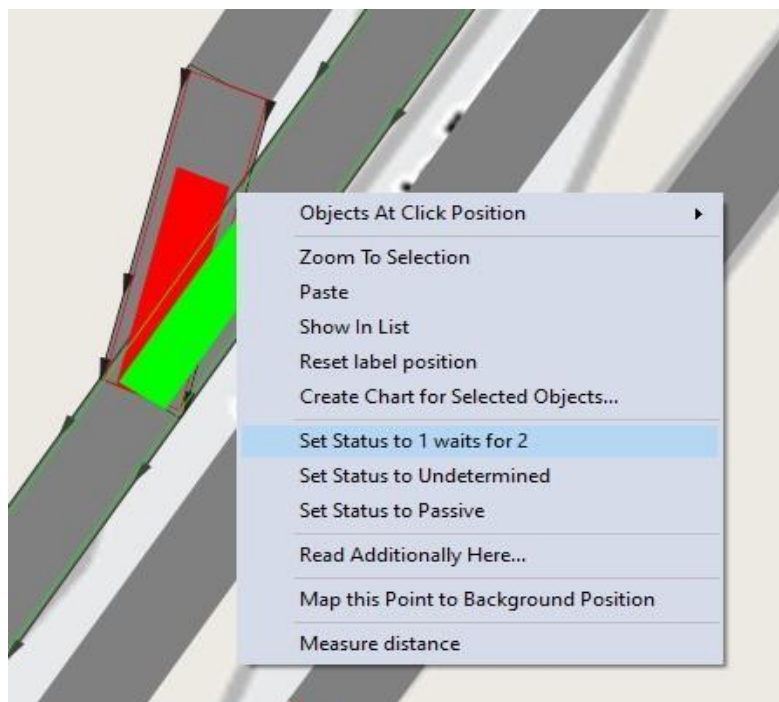 Objects At Click Position
Zoom To Selection
Paste
Show In List
Reset label position
Create Chart for Selected Objects...
Set Status to 1 waits for 2
Set Status to Undetermined
Set Status to Passive
Read Additionally Here...
Map this Point to Background Position
Measure distance